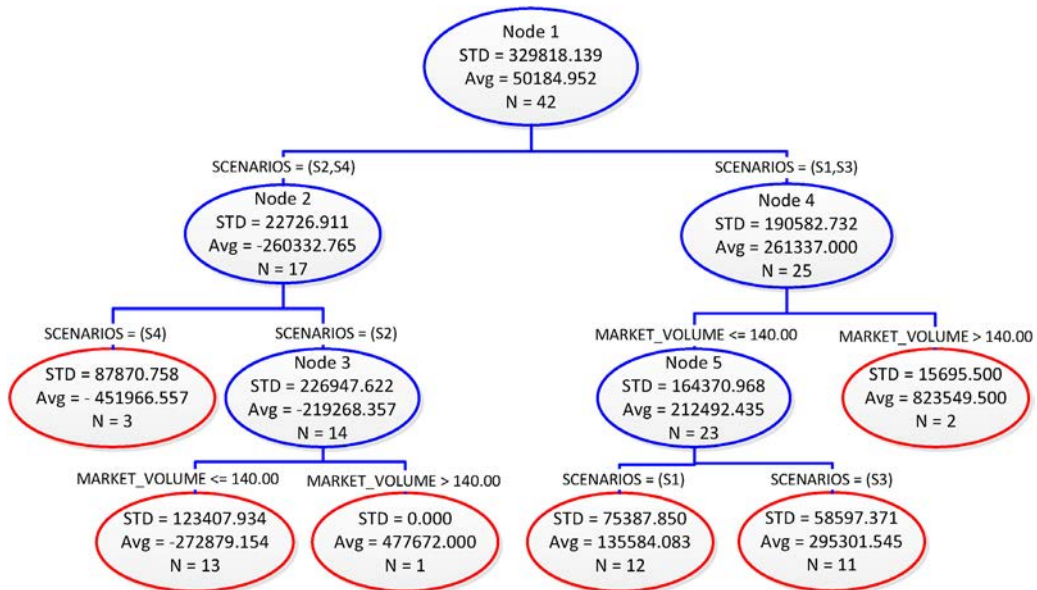 Node 1
STD = 329818.139
Avg = 50184.952
N = 42
SCENARIOS = (S2,S4)
SCENARIOS = (S1,S3)
Node 2
STD = 22726.911
Avg = -260332.765
N = 17
Node 4
STD = 190582.732
Avg = 261337.000
N = 25
SCENARIOS = (S4)
SCENARIOS = (S2)
MARKET_VOLUME <= 140.00
MARKET_VOLUME > 140.00
STD = 87870.758
Avg = - 451966.557
N = 3
Node 3
STD = 226947.622
Avg = -219268.357
N = 14
Node 5
STD = 164370.968
Avg = 212492.435
N = 23
STD = 15695.500
Avg = 823549.500
N = 2
MARKET_VOLUME <= 140.00
MARKET_VOLUME > 140.00
SCENARIOS = (S1)
SCENARIOS = (S3)
STD = 123407.934
Avg = -272879.154
N = 13
STD = 0.000
Avg = 477672.000
N = 1
STD = 75387.850
Avg = 135584.083
N = 12
STD = 58597.371
Avg = 295301.545
N = 11